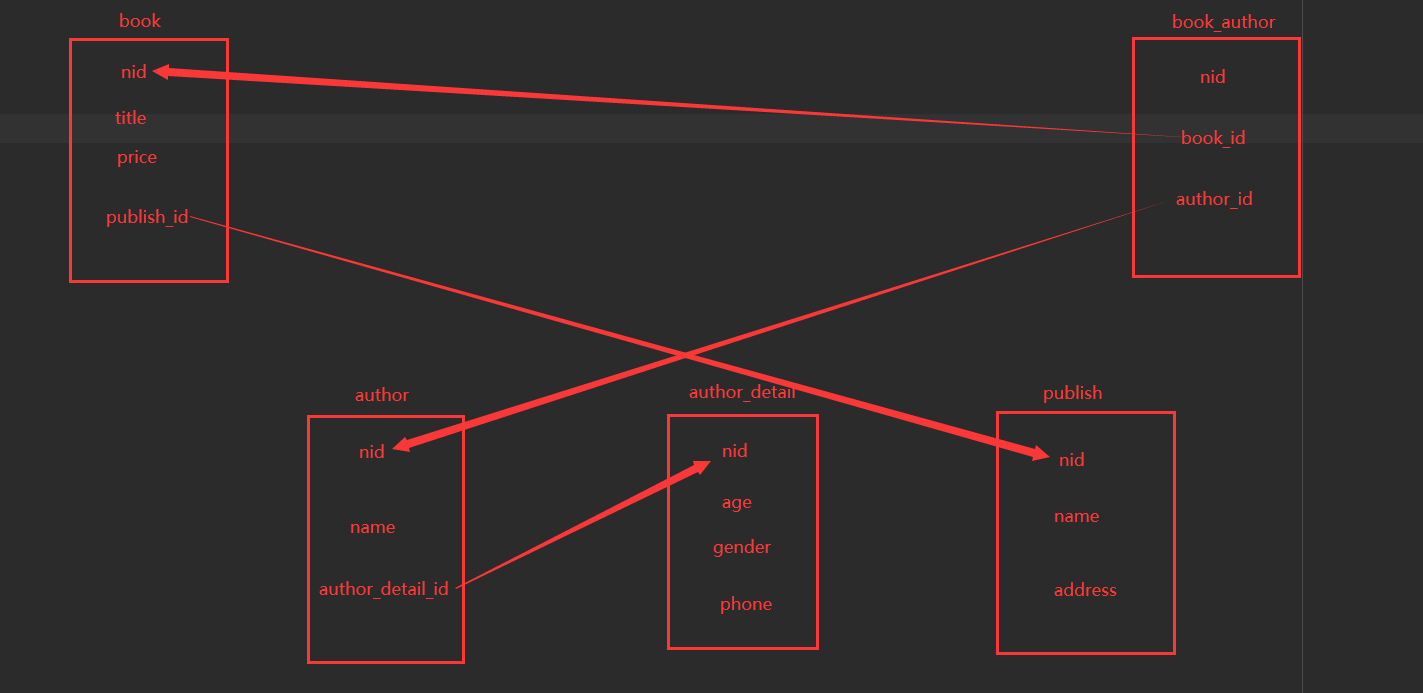 book
nid
title
price
publish_id
book_author
nid
book_id
author_id
author
nid
name
author_detail_id
author_detail
nid
age
gender
phone
publish
nid
name
address